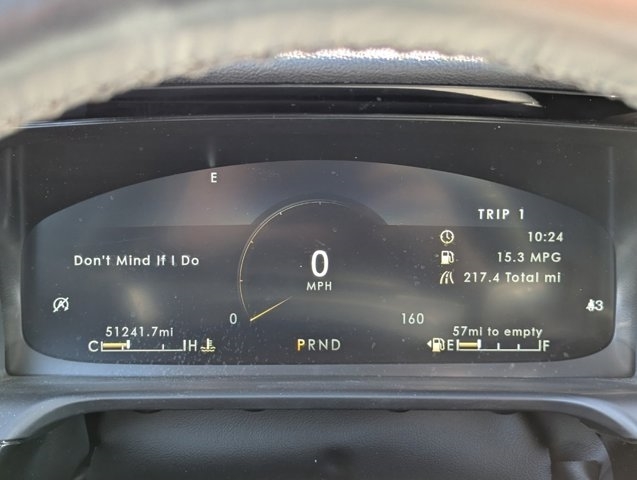 E
TRIP 1
10:24
15.3 MPG
217.4 Total mi
Don't Mind If I Do
0
MPH
0 160
51241.7mi
C H
PRND
57mi to empty
E F